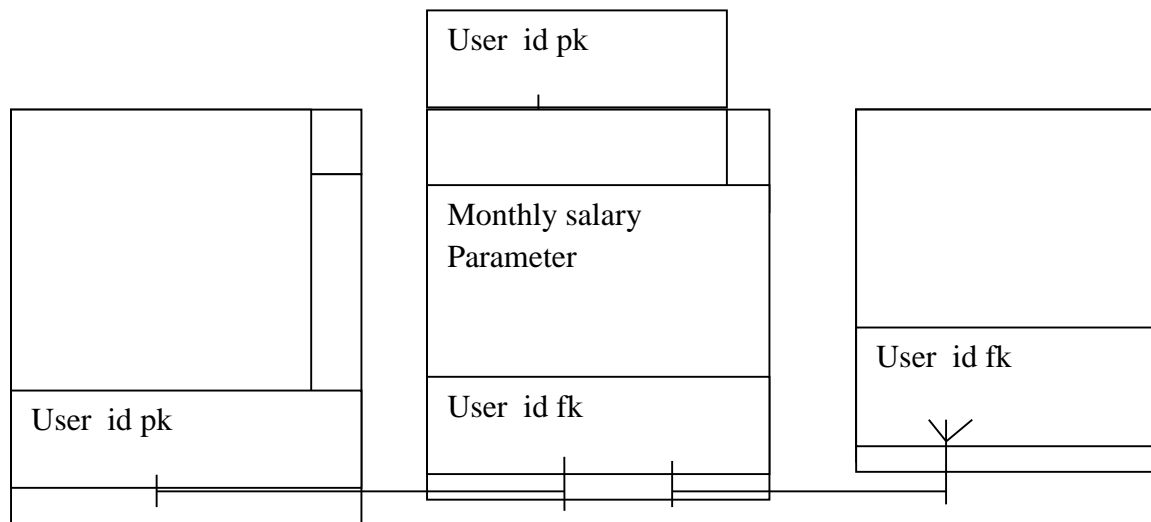 User  id pk
Monthly salary
Parameter
User  id fk
User  id pk
User  id fk